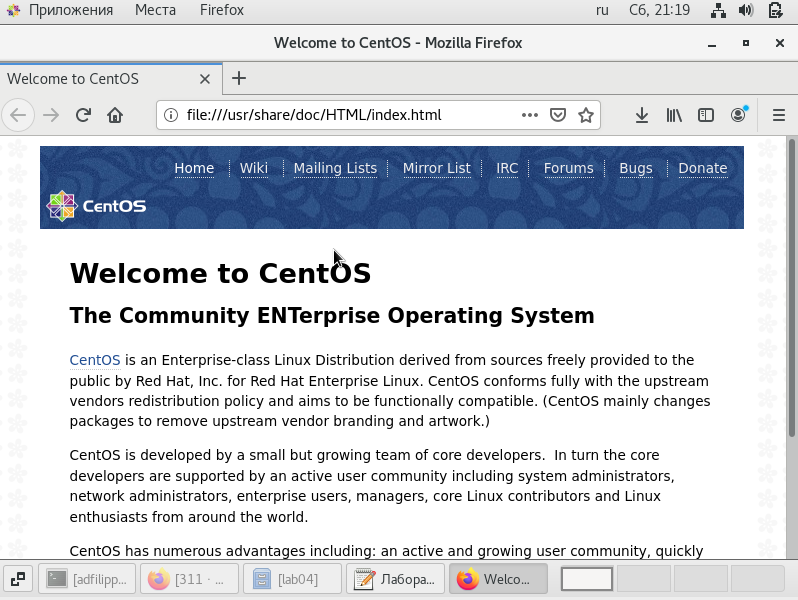 Приложения Места Firefox ru Сб, 21:19
Welcome to CentOS - Mozilla Firefox
Welcome to CentOS
file:///usr/share/doc/HTML/index.html
Home Wiki Mailing Lists Mirror List IRC Forums Bugs Donate
CentOS
Welcome to CentOS
The Community ENTerprise Operating System
CentOS is an Enterprise-class Linux Distribution derived from sources freely provided to the
public by Red Hat, Inc. for Red Hat Enterprise Linux. CentOS conforms fully with the upstream
vendors redistribution policy and aims to be functionally compatible. (CentOS mainly changes
packages to remove upstream vendor branding and artwork.)
CentOS is developed by a small but growing team of core developers.  In turn the core
developers are supported by an active user community including system administrators,
network administrators, enterprise users, managers, core Linux contributors and Linux
enthusiasts from around the world.
CentOS has numerous advantages including: an active and growing user community, quickly
[adfilipp... [311 · ... [lab04] Лабора... Welco...